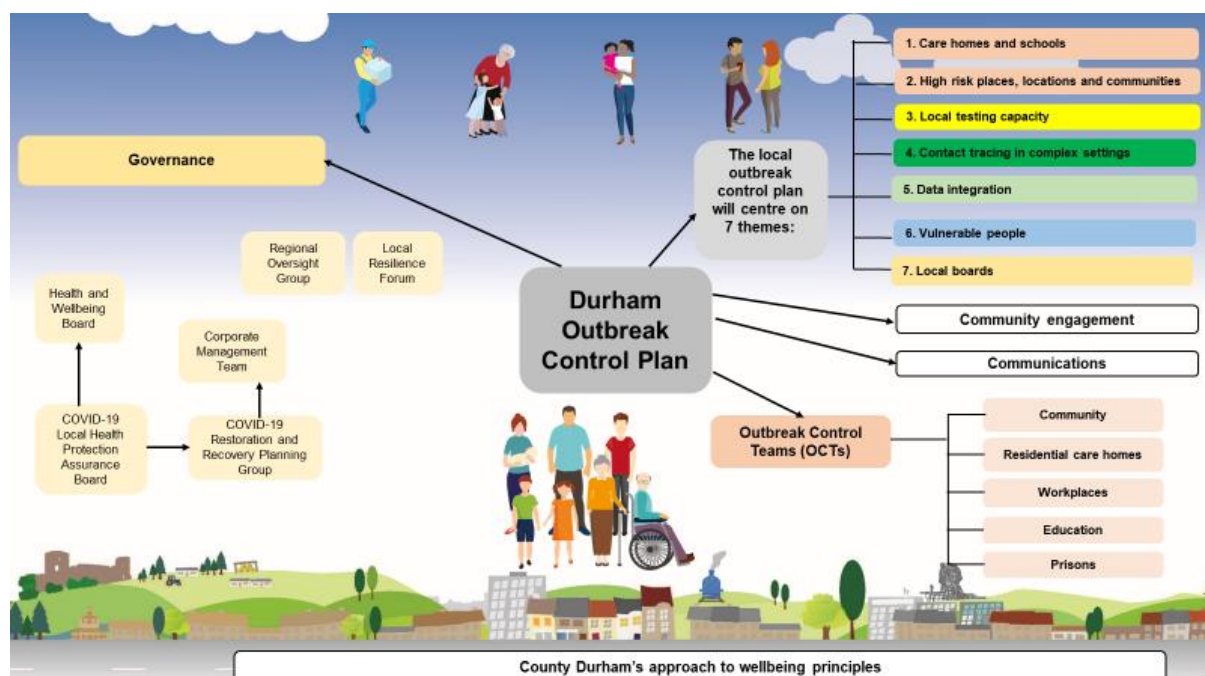 Governance
Regional
Oversight
Group
Local
Resilience
Forum
Health and
Wellbeing
Board
Corporate
Management
Team
COVID-19
Local Health
Protection
Assurance
Board
COVID-19
Restoration and
Recovery Planning
Group
Durham
Outbreak
Control Plan
The local
outbreak
control plan
will centre on
7 themes:
1. Care homes and schools
2. High risk places, locations and communities
3. Local testing capacity
4. Contact tracing in complex settings
5. Data integration
6. Vulnerable people
7. Local boards
Community engagement
Communications
Outbreak Control
Teams (OCTs)
Community
Residential care homes
Workplaces
Education
Prisons
County Durham's approach to wellbeing principles